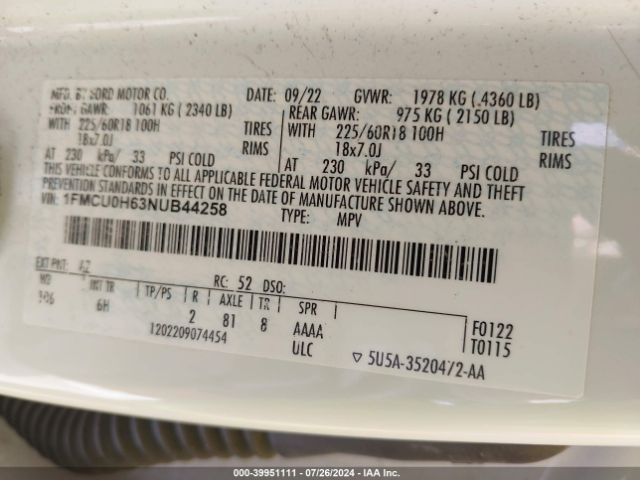 MFD. BY FORD MOTOR CO. DATE: 09/22 GVWR: 1978 KG (.4360 LB)
FRONT GAWR: 1061 KG ( 2340 LB) REAR GAWR: 975 KG ( 2150 LB)
WITH 225/60R18 100H TIRES WITH 225/60R18 100H TIRES
18x7.0J RIMS 18x7.0J RIMS
AT 230 kPa/ 33 PSI COLD AT 230 kPa/ 33 PSI COLD
THIS VEHICLE CONFORMS TO ALL APPLICABLE FEDERAL MOTOR VEHICLE SAFETY AND THEFT
PREVENTION STANDARDS IN EFFECT ON THE DATE OF MANUFACTURE SHOWN ABOVE.
VIN: 1FMCU0H63NUB44258 TYPE: MPV
EXT PNT: RC: 52 DSO:
INT TR TP/PS R AXLE TR SPR
6H 2 81 8 AAAA F0122
1202209074454 ULC T0115
5U5A-3520472-AA
000-39951111 - 07/26/2024 - IAA Inc.